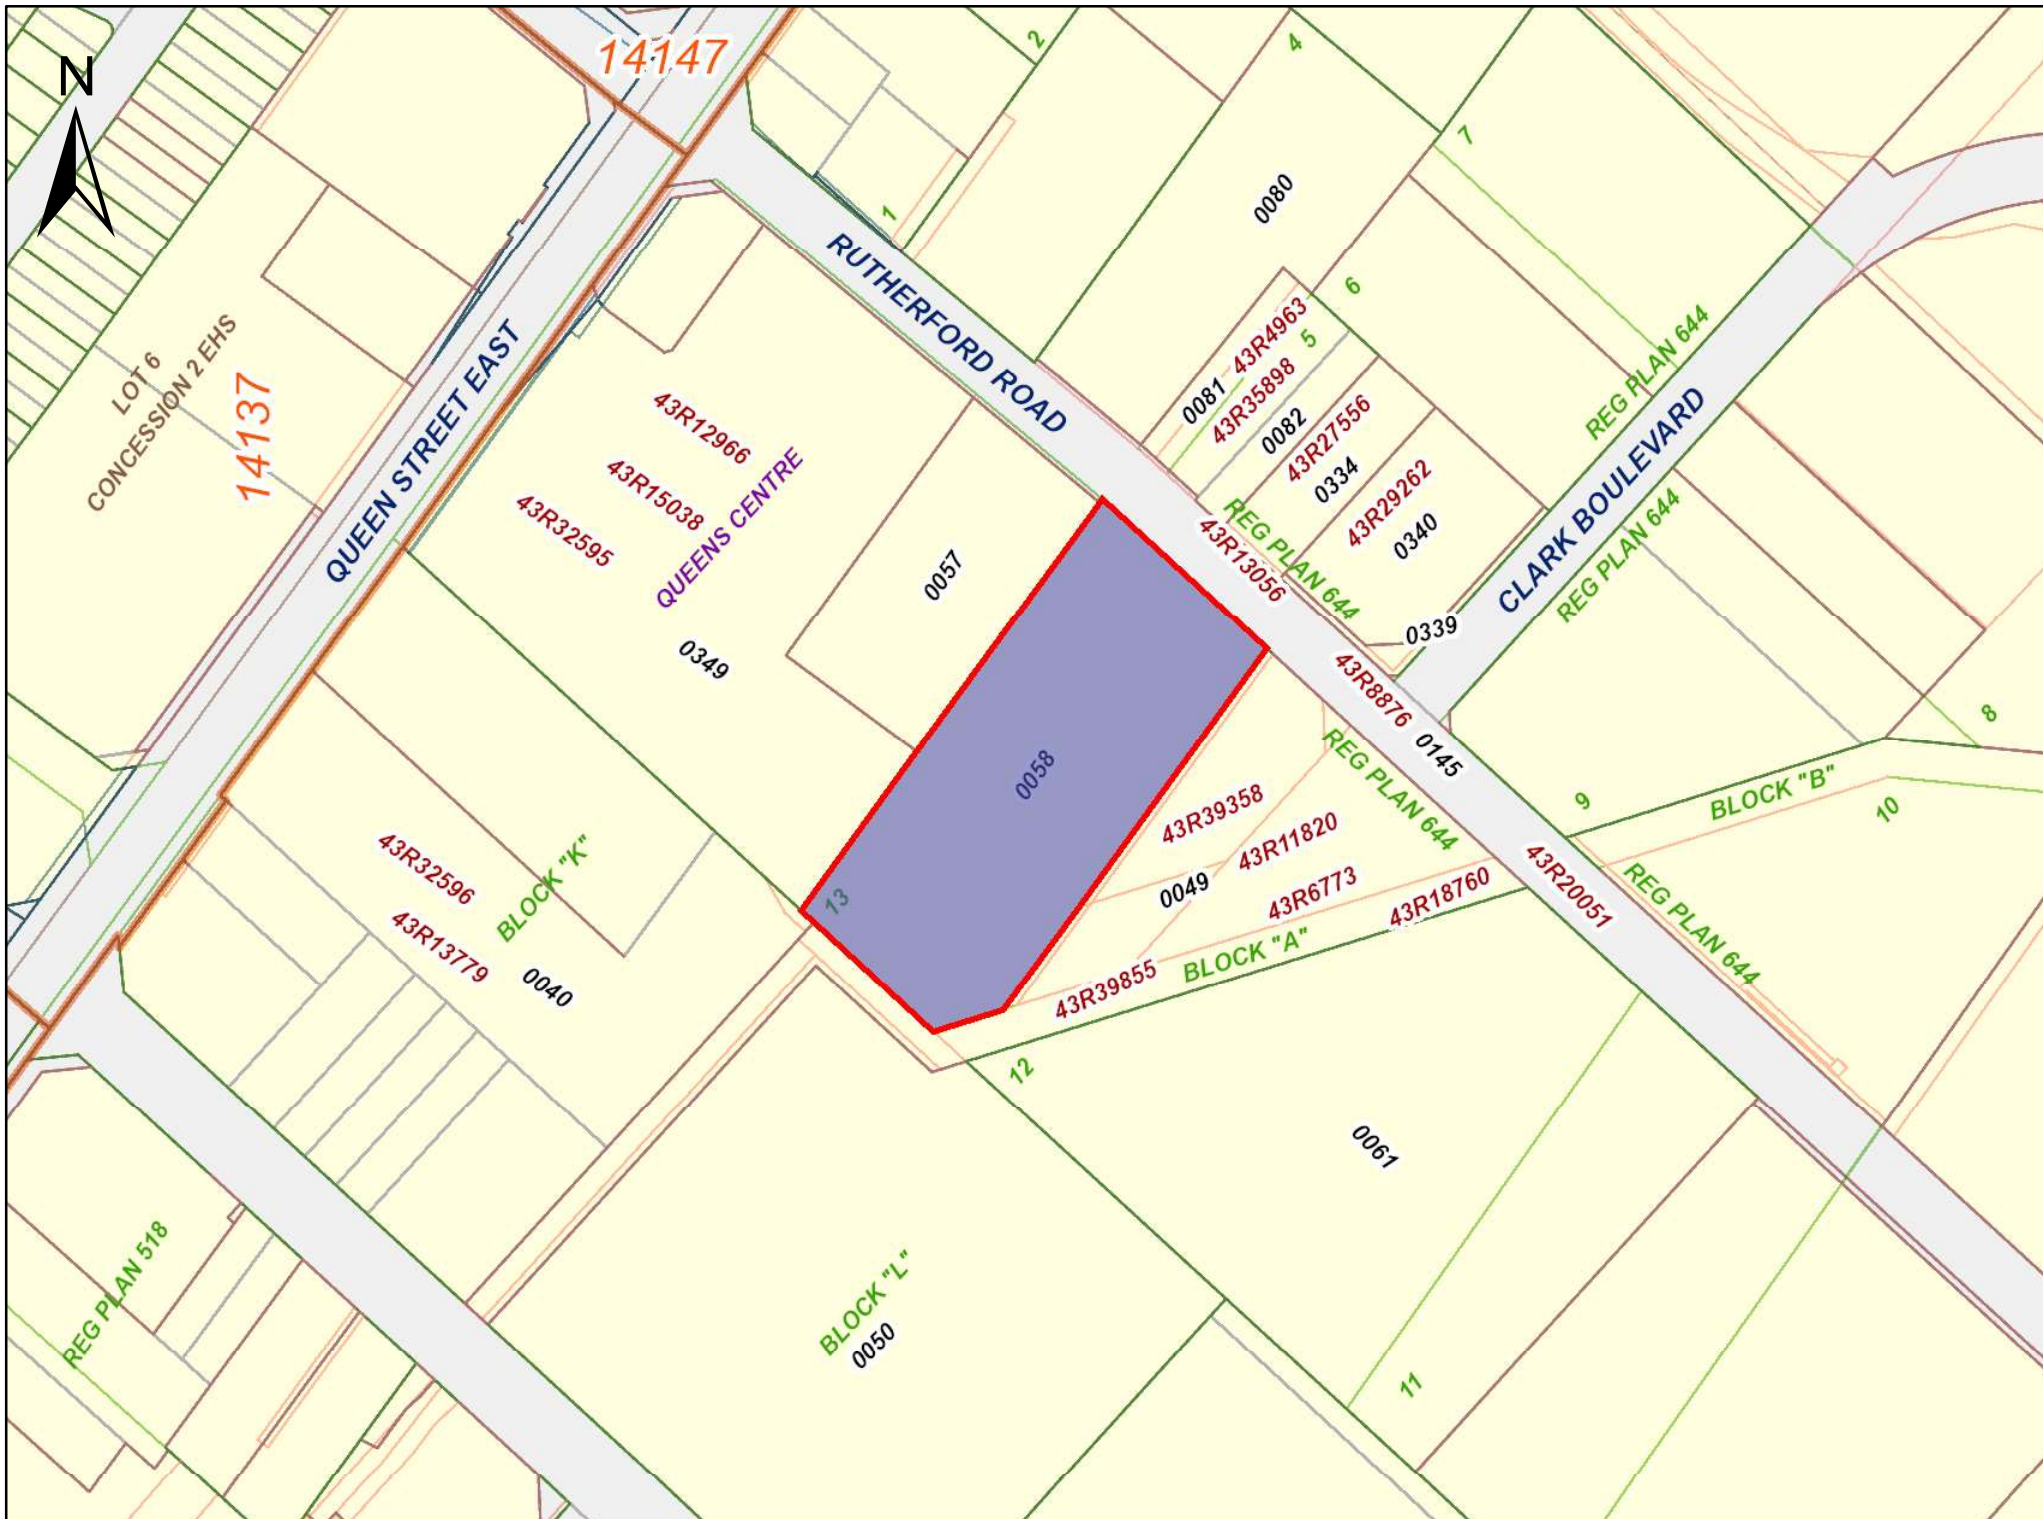 14147
N
2
4
7
0080
1
RUTHERFORD ROAD
6
43R4963
5
0081
43R35898
0082
43R27556
0334
43R29262
0340
REG PLAN 644
CLARK BOULEVARD
REG PLAN 644
LOT 6
CONCESSION 2 EHS
14137
QUEEN STREET EAST
43R12966
43R15038
43R32595
QUEENS CENTRE
0349
0057
REG PLAN 644
43R13056
0339
43R8876
0145
REG PLAN 644
0058
8
9
BLOCK "B"
10
43R39358
43R11820
0049
43R6773
43R18760
43R20051
REG PLAN 644
13
43R32596
BLOCK "K"
43R13779
0040
BLOCK "A"
43R39855
12
0061
REG PLAN 518
BLOCK "L"
0050
11